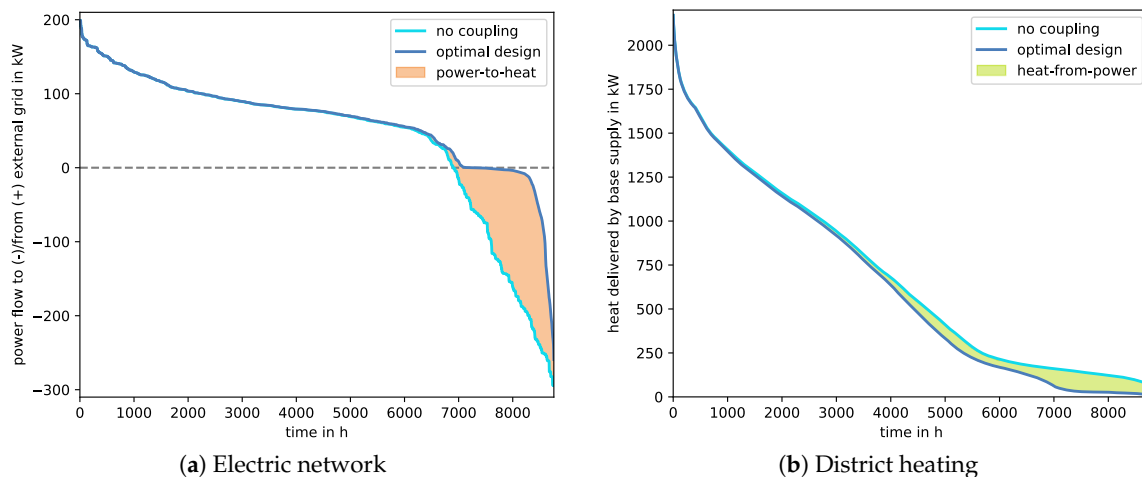 200
100
0
−100
−200
−300
power flow to (-)/from (+) external grid in kW
no coupling
optimal design
power-to-heat
0 1000 2000 3000 4000 5000 6000 7000 8000
time in h
(a) Electric network
2000
1750
1500
1250
1000
750
500
250
0
heat delivered by base supply in kW
no coupling
optimal design
heat-from-power
0 1000 2000 3000 4000 5000 6000 7000 8000
time in h
(b) District heating